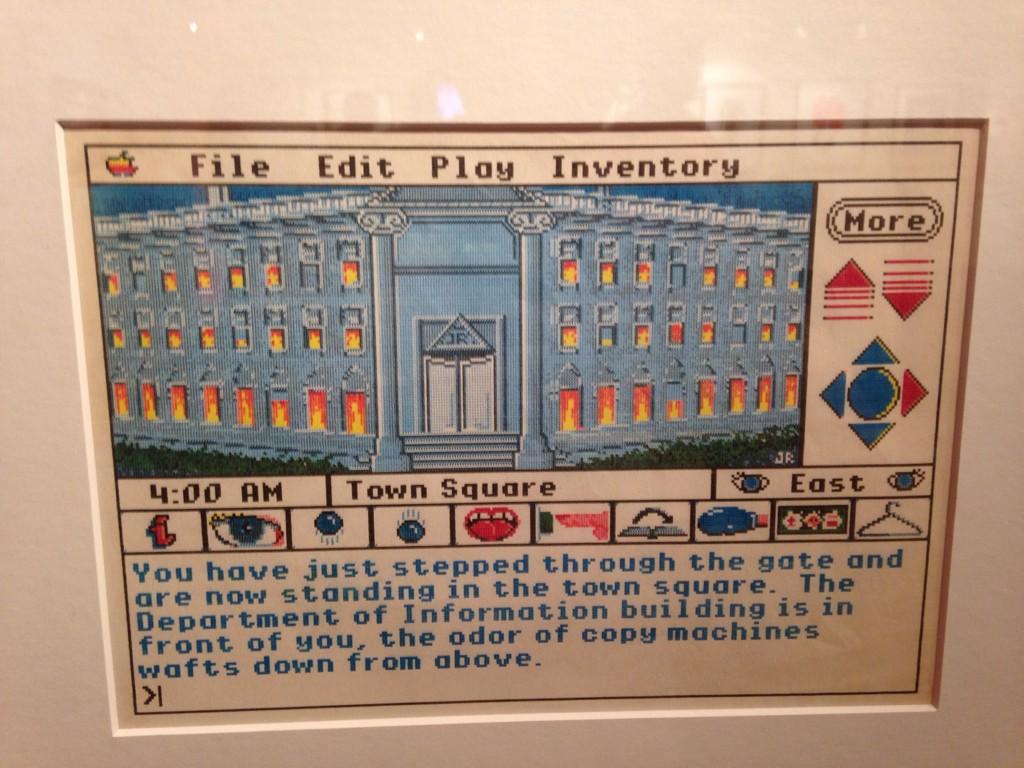 File Edit Play Inventory
More
JR
JR
4:00 AM Town Square East
You have just stepped through the gate and
are now standing in the town square. The
Department of Information building is in
front of you, the odor of copy machines
wafts down from above.
>|